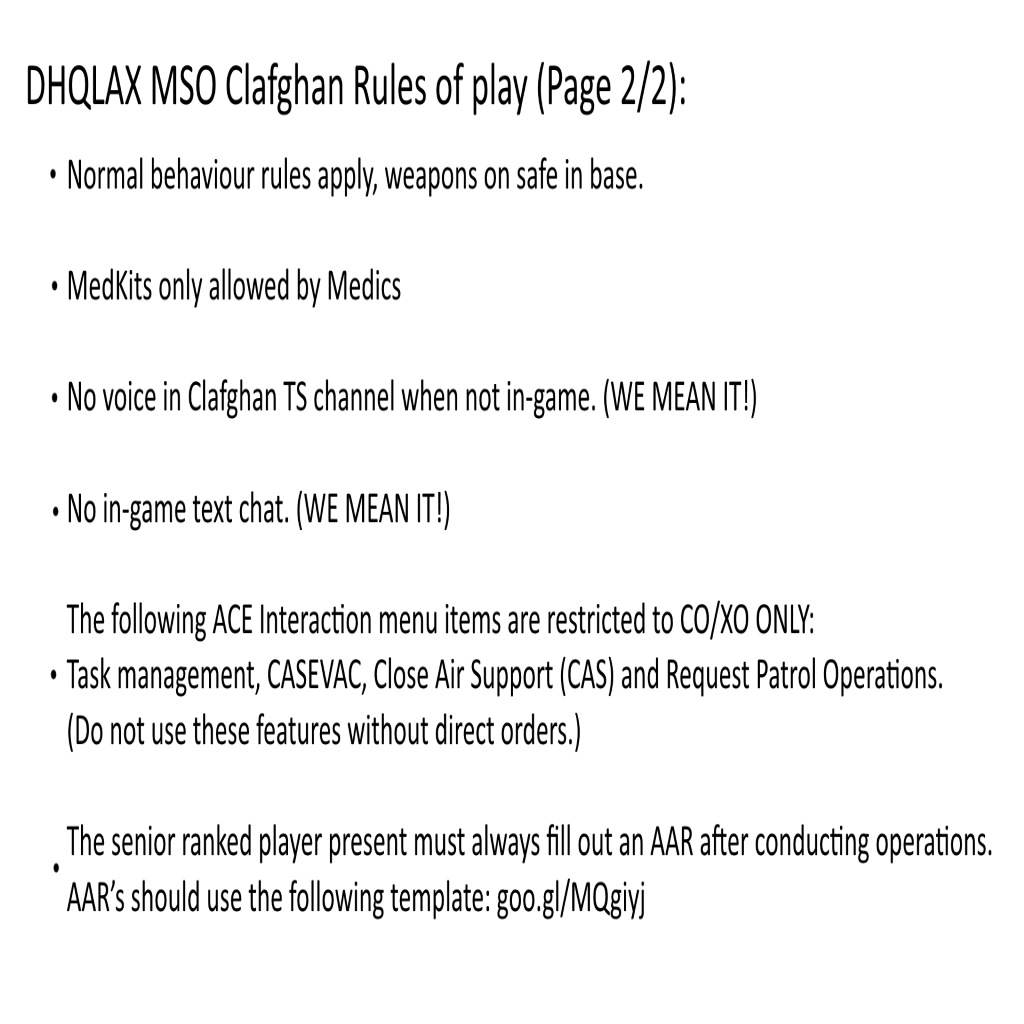 DHQLAX MSO Clafghan Rules of play (Page 2/2):
• Normal behaviour rules apply, weapons on safe in base.
• MedKits only allowed by Medics
• No voice in Clafghan TS channel when not in-game. (WE MEAN IT!)
• No in-game text chat. (WE MEAN IT!)
The following ACE Interaction menu items are restricted to CO/XO ONLY:
• Task management, CASEVAC, Close Air Support (CAS) and Request Patrol Operations.
(Do not use these features without direct orders.)
• The senior ranked player present must always fill out an AAR after conducting operations.
AAR’s should use the following template: goo.gl/MQgiyj